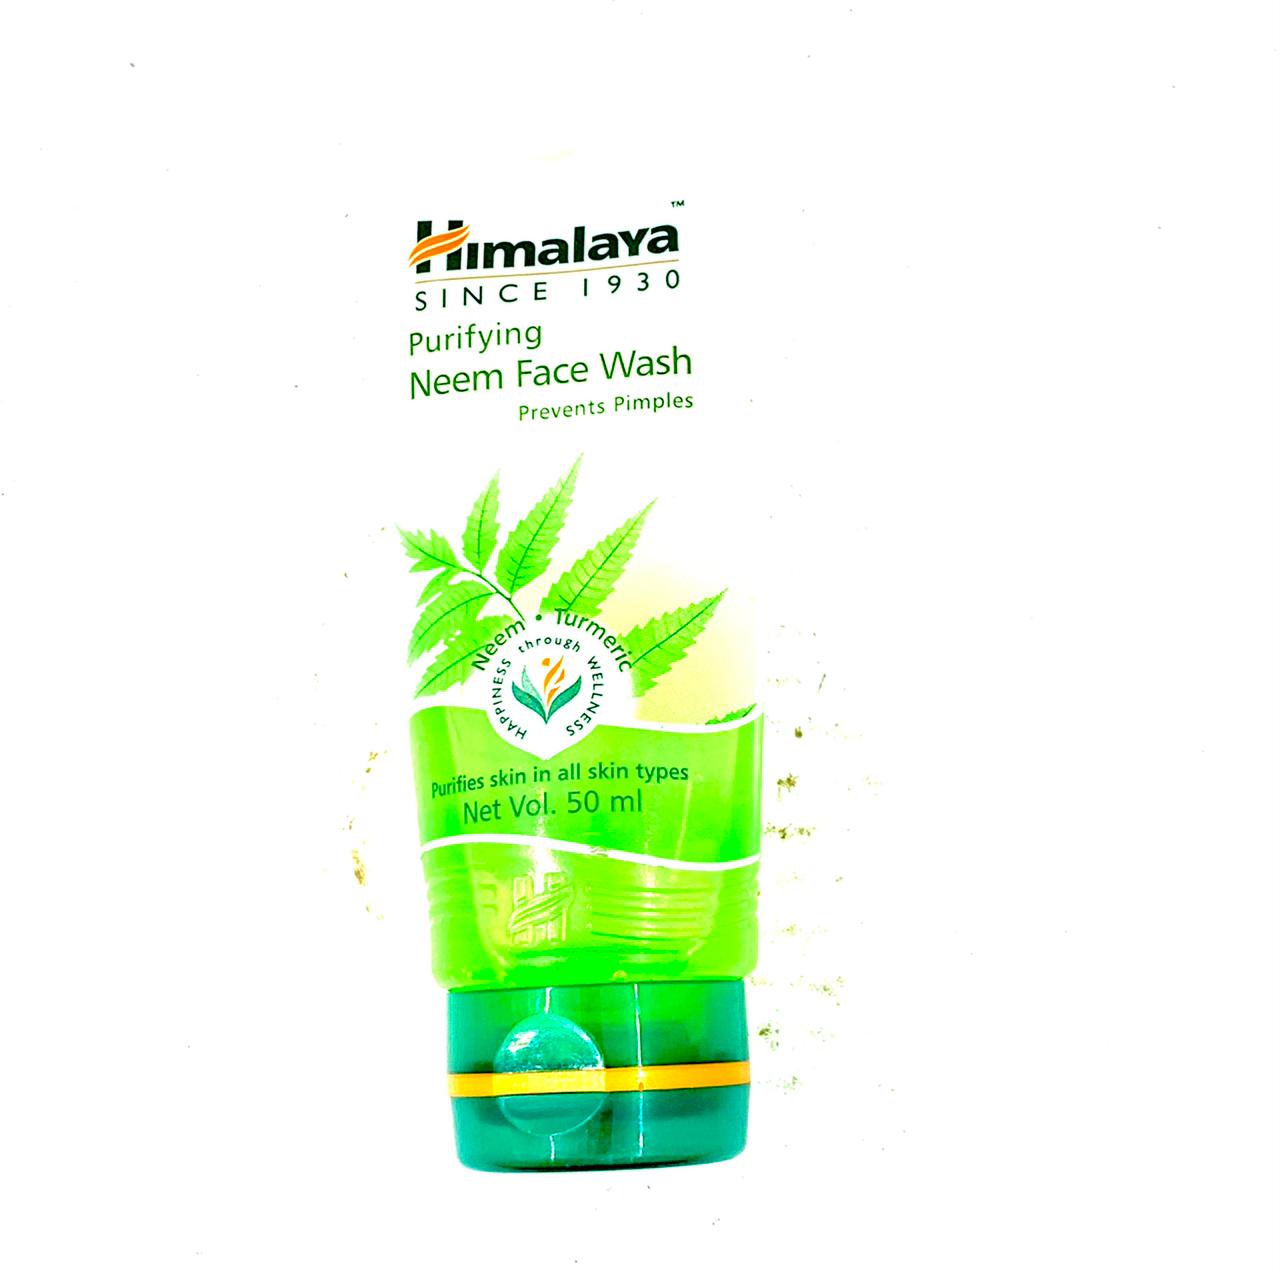 Himalaya™
SINCE 1930
Purifying
Neem Face Wash
Prevents Pimples
Neem • Turmeric
HAPPINESS through WELLNESS
Purifies skin in all skin types
Net Vol. 50 ml
H